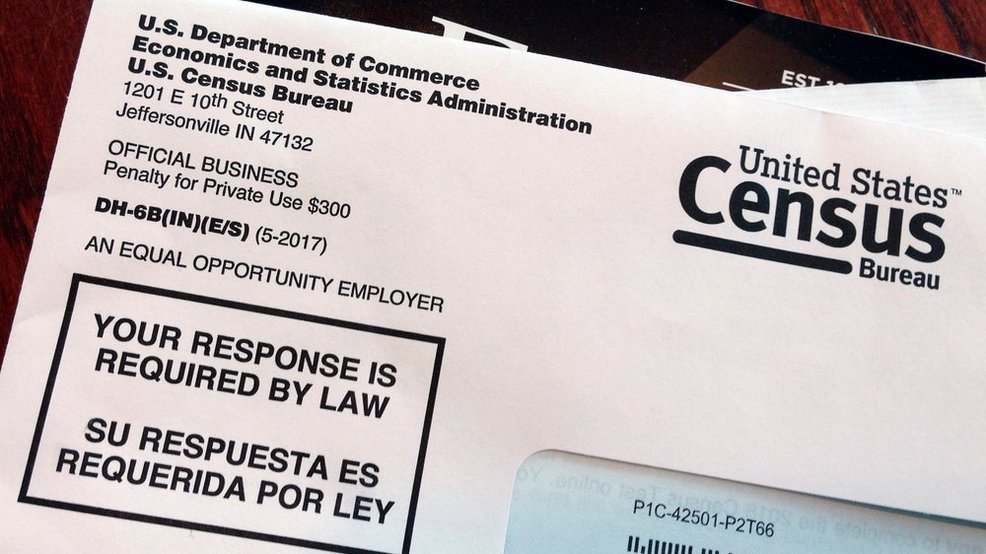 U.S. Department of Commerce
Economics and Statistics Administration
U.S. Census Bureau
1201 E 10th Street
Jeffersonville IN 47132
OFFICIAL BUSINESS
Penalty for Private Use $300
DH-6B(IN)(E/S) (5-2017)
AN EQUAL OPPORTUNITY EMPLOYER
YOUR RESPONSE IS
REQUIRED BY LAW
SU RESPUESTA ES
REQUERIDA POR LEY
EST
United States™
Census
Bureau
P1C-42501-P2T66